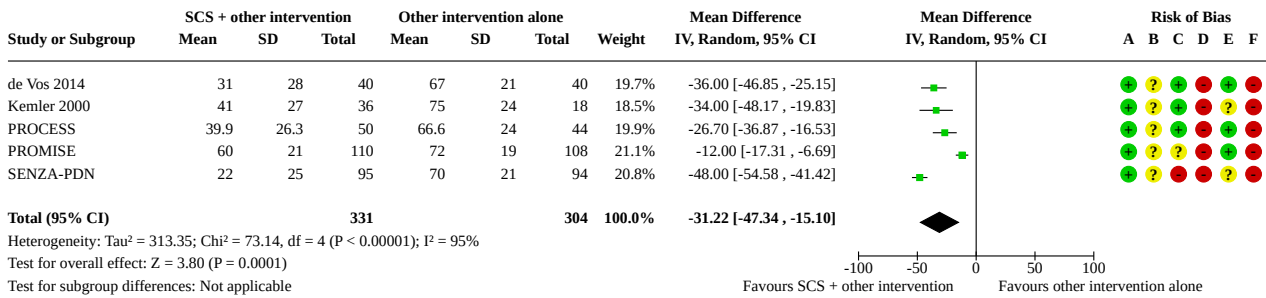 SCS + other intervention Other intervention alone Mean Difference Mean Difference Risk of Bias
Study or Subgroup Mean SD Total Mean SD Total Weight IV, Random, 95% CI IV, Random, 95% CI A B C D E F
de Vos 2014 31 28 40 67 21 40 19.7% -36.00 [-46.85 , -25.15] + ? + - + -
Kemler 2000 41 27 36 75 24 18 18.5% -34.00 [-48.17 , -19.83] + ? + - ? -
PROCESS 39.9 26.3 50 66.6 24 44 19.9% -26.70 [-36.87 , -16.53] + ? + - + -
PROMISE 60 21 110 72 19 108 21.1% -12.00 [-17.31 , -6.69] + ? ? - + -
SENZA-PDN 22 25 95 70 21 94 20.8% -48.00 [-54.58 , -41.42] + ? - - ? -
Total (95% CI) 331 304 100.0% -31.22 [-47.34 , -15.10]
Heterogeneity: Tau² = 313.35; Chi² = 73.14, df = 4 (P < 0.00001); I² = 95%
Test for overall effect: Z = 3.80 (P = 0.0001)
-100 -50 0 50 100
Test for subgroup differences: Not applicable Favours SCS + other intervention Favours other intervention alone